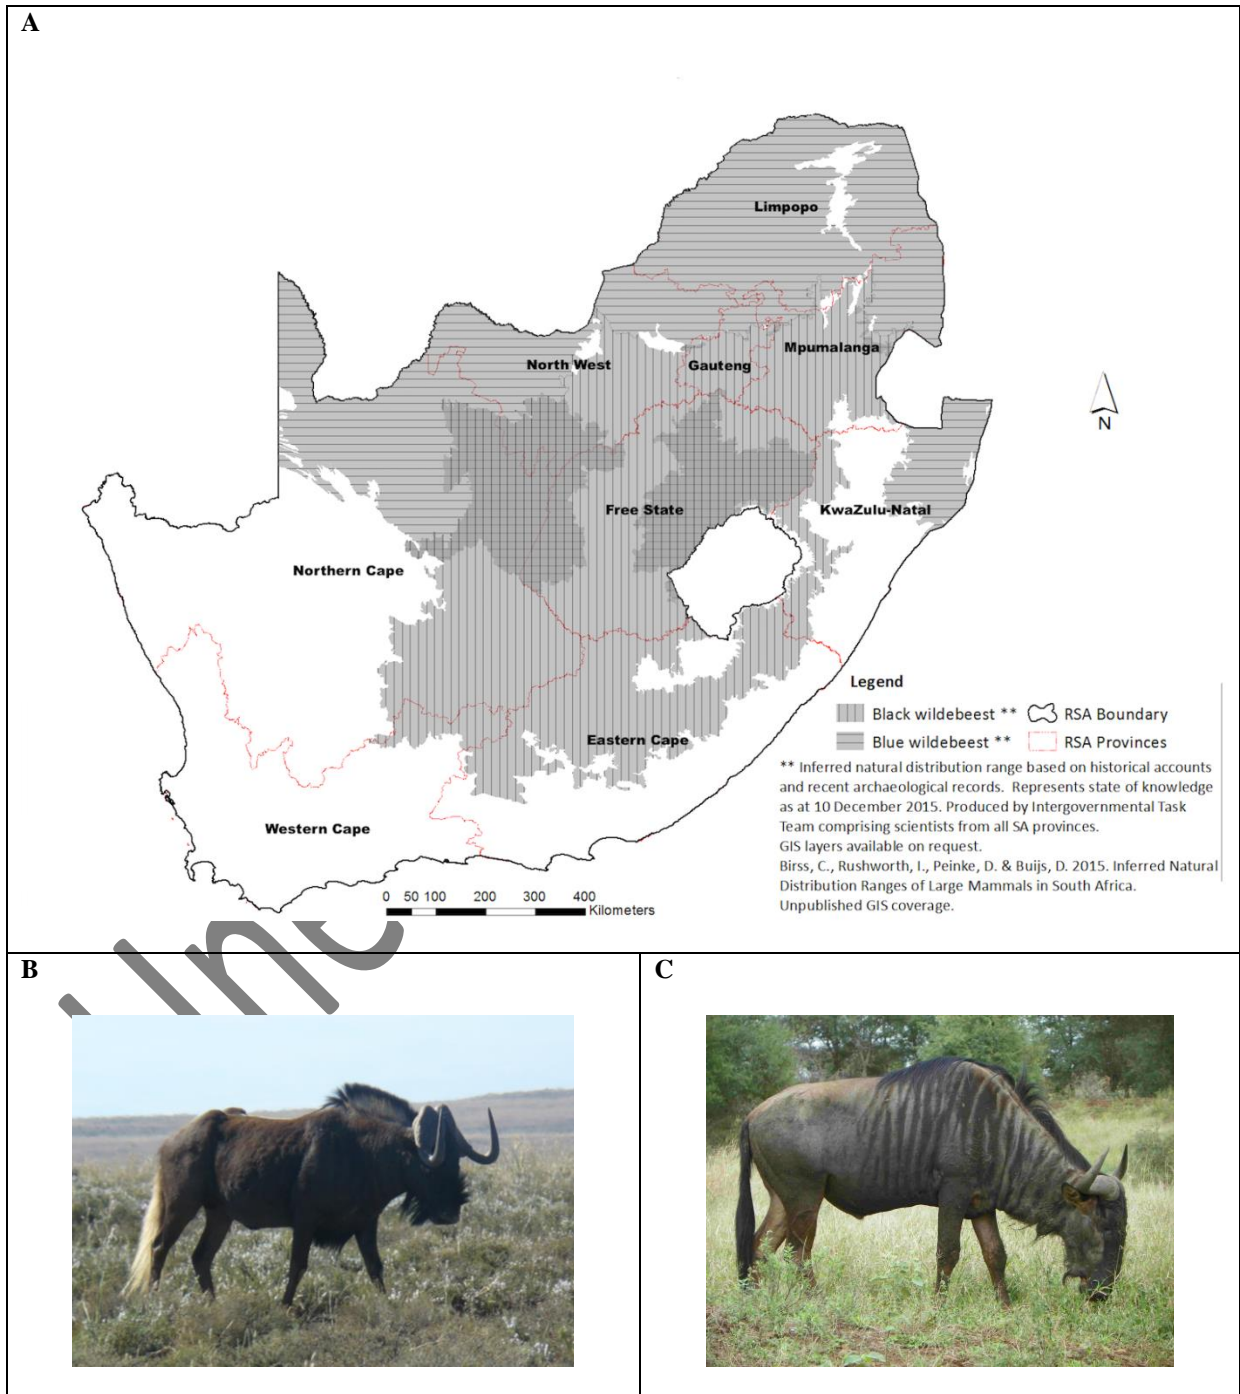 A
Limpopo
North West
Gauteng
Mpumalanga
Free State
KwaZulu-Natal
Northern Cape
Eastern Cape
Western Cape
N
Legend
Black wildebeest ** RSA Boundary
Blue wildebeest ** RSA Provinces
** Inferred natural distribution range based on historical accounts
and recent archaeological records. Represents state of knowledge
as at 10 December 2015. Produced by Intergovernmental Task
Team comprising scientists from all SA provinces.
GIS layers available on request.
Birss, C., Rushworth, I., Peinke, D. & Buijs, D. 2015. Inferred Natural
Distribution Ranges of Large Mammals in South Africa.
Unpublished GIS coverage.
0 50 100 200 300 400
Kilometers
B
C